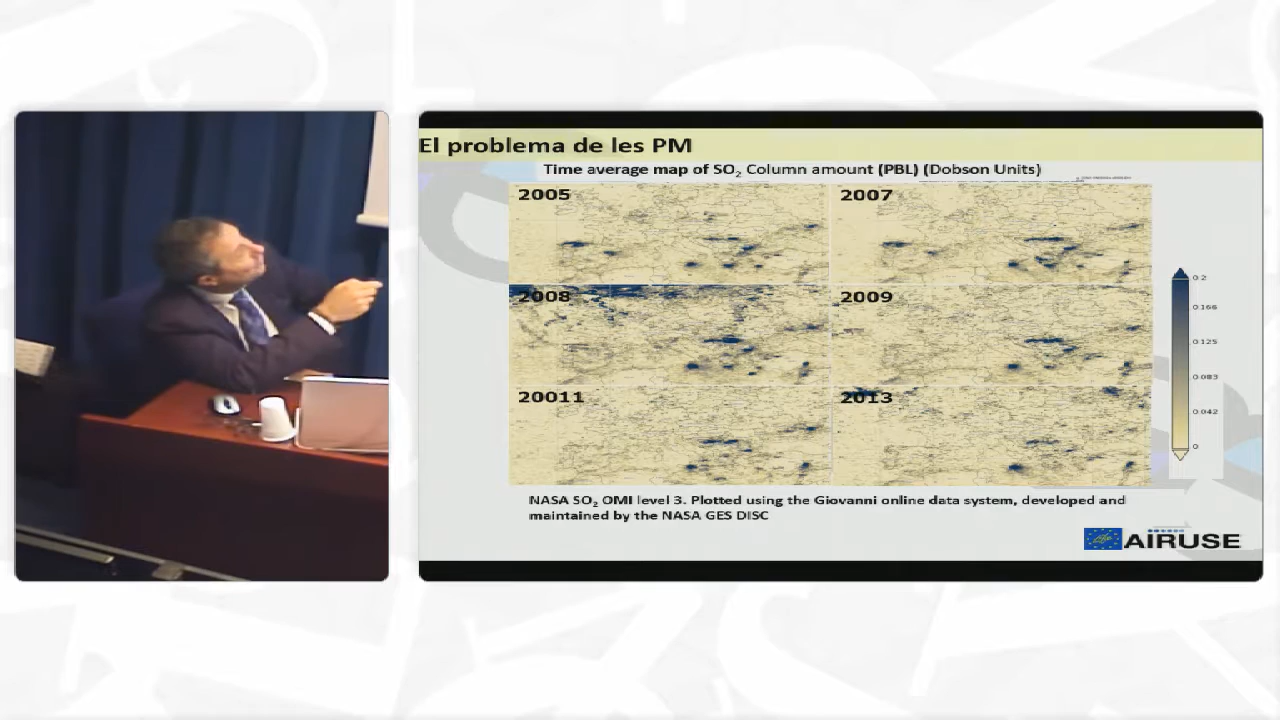 El problema de les PM
Time average map of SO₂ Column amount (PBL) (Dobson Units)
2005
2007
2008
2009
20011
2013
0.2
0.166
0.125
0.083
0.042
0
NASA SO₂ OMI level 3. Plotted using the Giovanni online data system, developed and
maintained by the NASA GES DISC
Life
AIRUSE